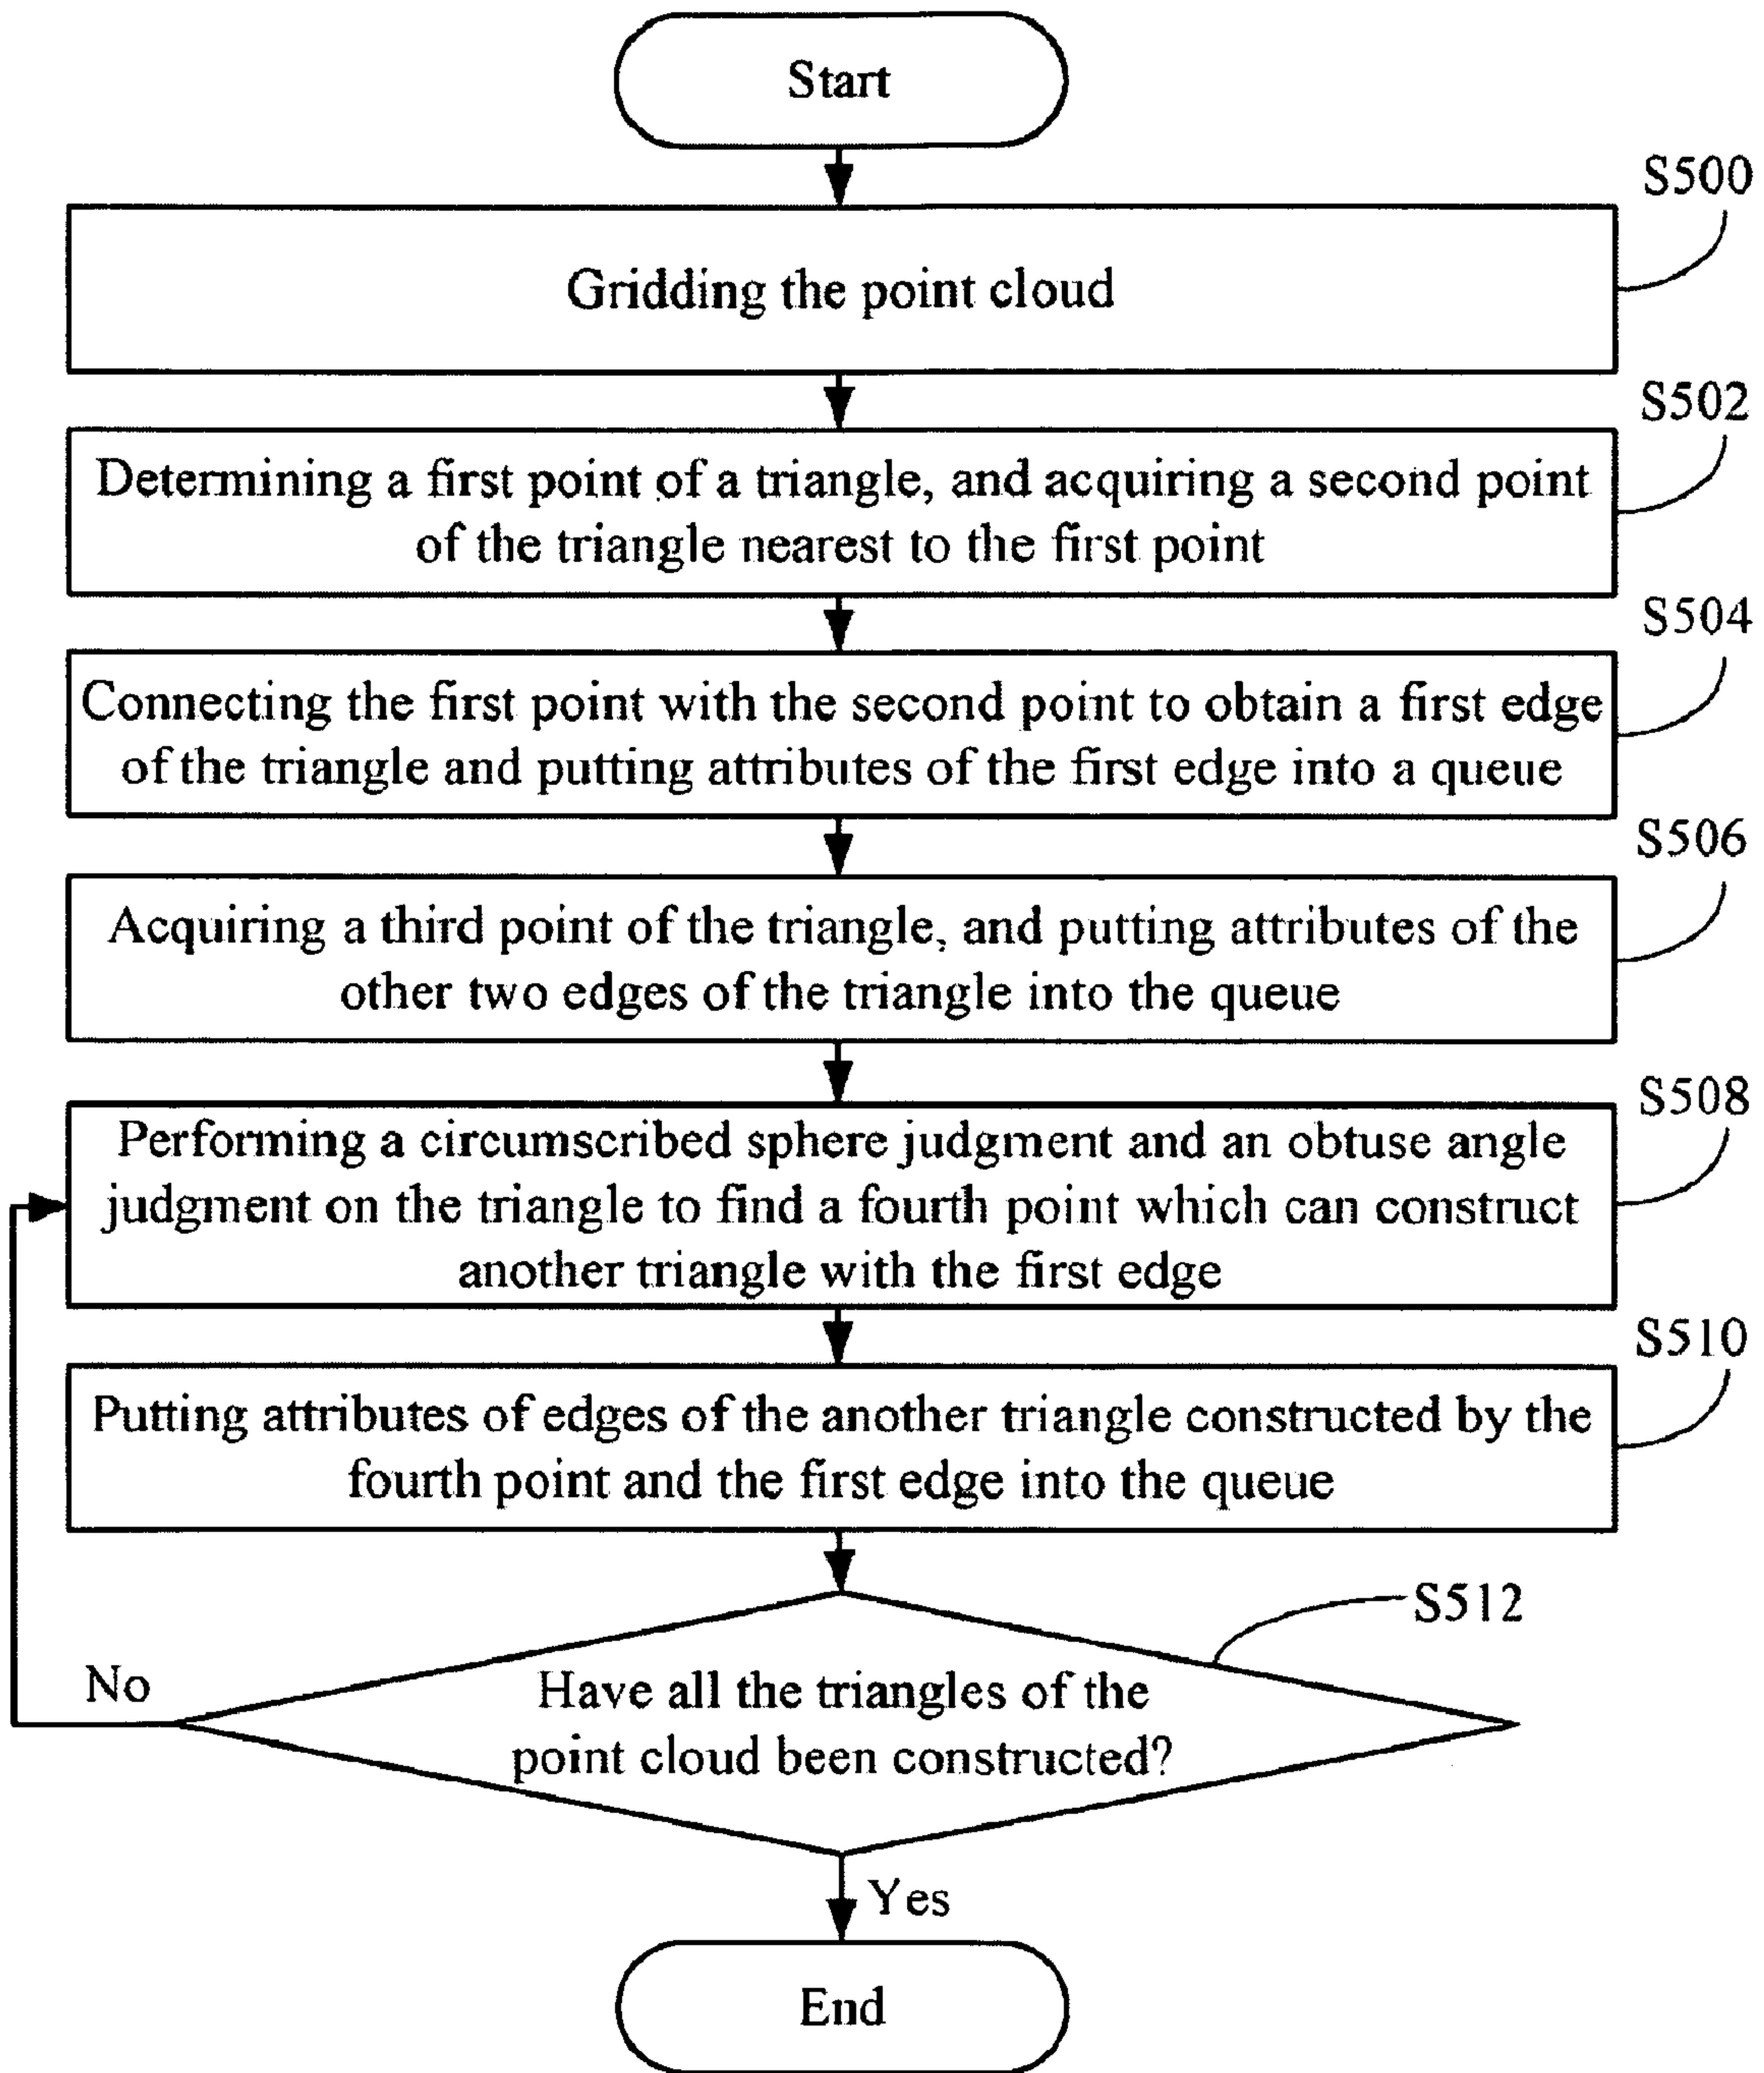 Start
S500
Gridding the point cloud
S502
Determining a first point of a triangle, and acquiring a second point
of the triangle nearest to the first point
S504
Connecting the first point with the second point to obtain a first edge
of the triangle and putting attributes of the first edge into a queue
S506
Acquiring a third point of the triangle, and putting attributes of the
other two edges of the triangle into the queue
S508
Performing a circumscribed sphere judgment and an obtuse angle
judgment on the triangle to find a fourth point which can construct
another triangle with the first edge
S510
Putting attributes of edges of the another triangle constructed by the
fourth point and the first edge into the queue
S512
No
Have all the triangles of the
point cloud been constructed?
Yes
End